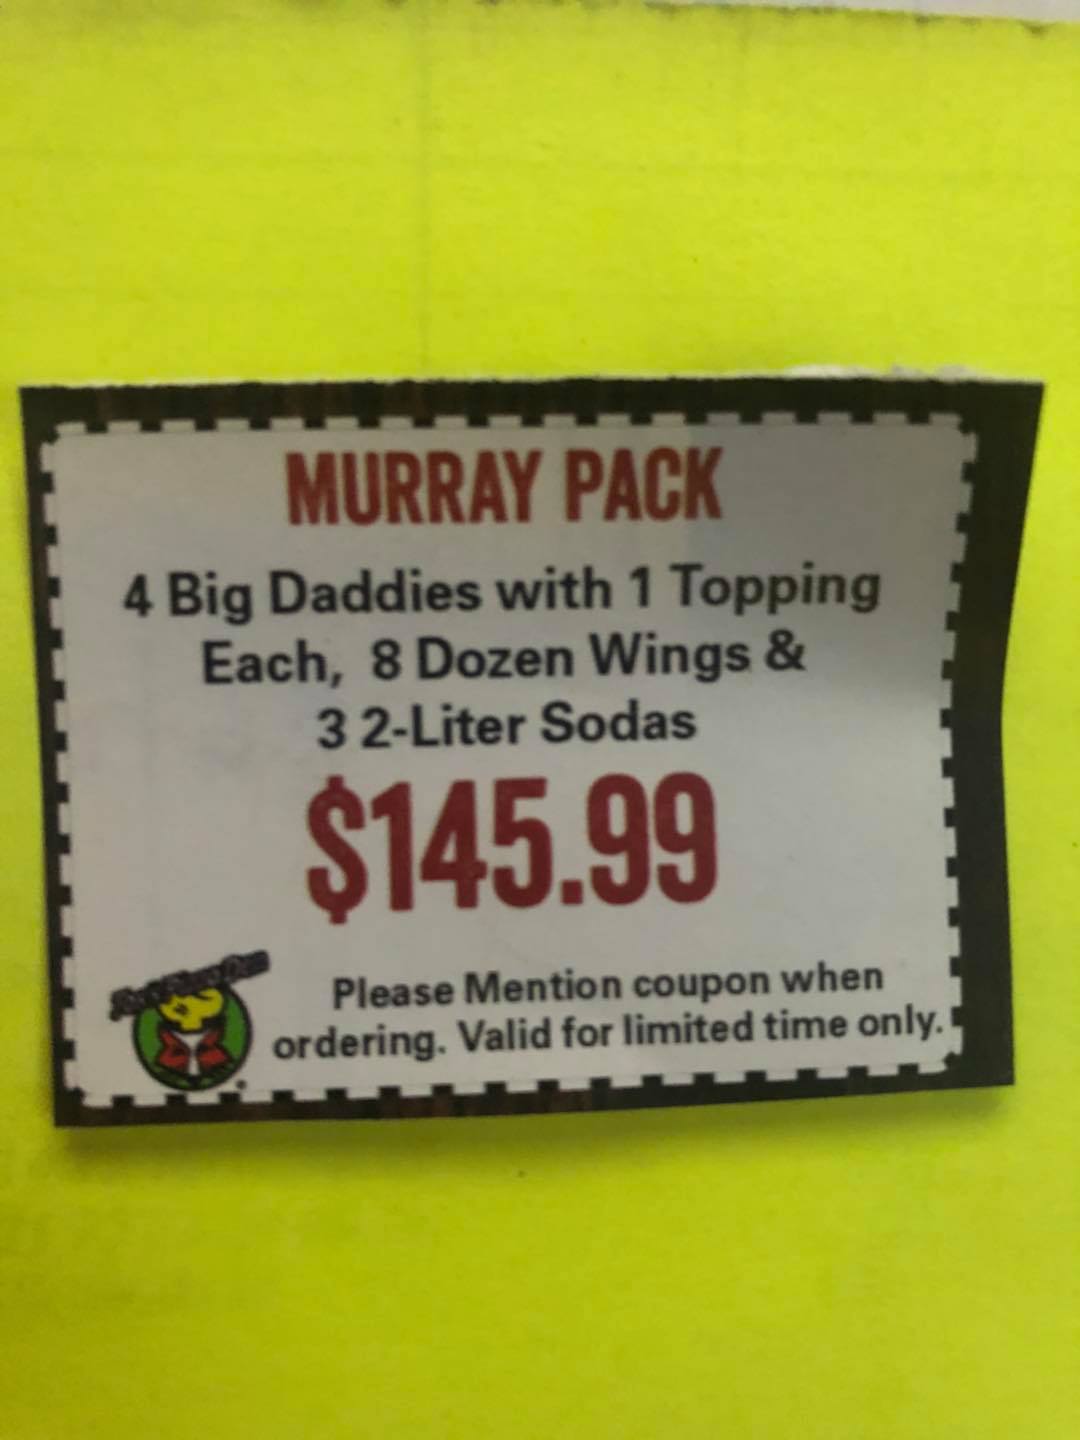 MURRAY PACK
4 Big Daddies with 1 Topping
Each, 8 Dozen Wings &
3 2-Liter Sodas
$145.99
Please Mention coupon when
ordering. Valid for limited time only.